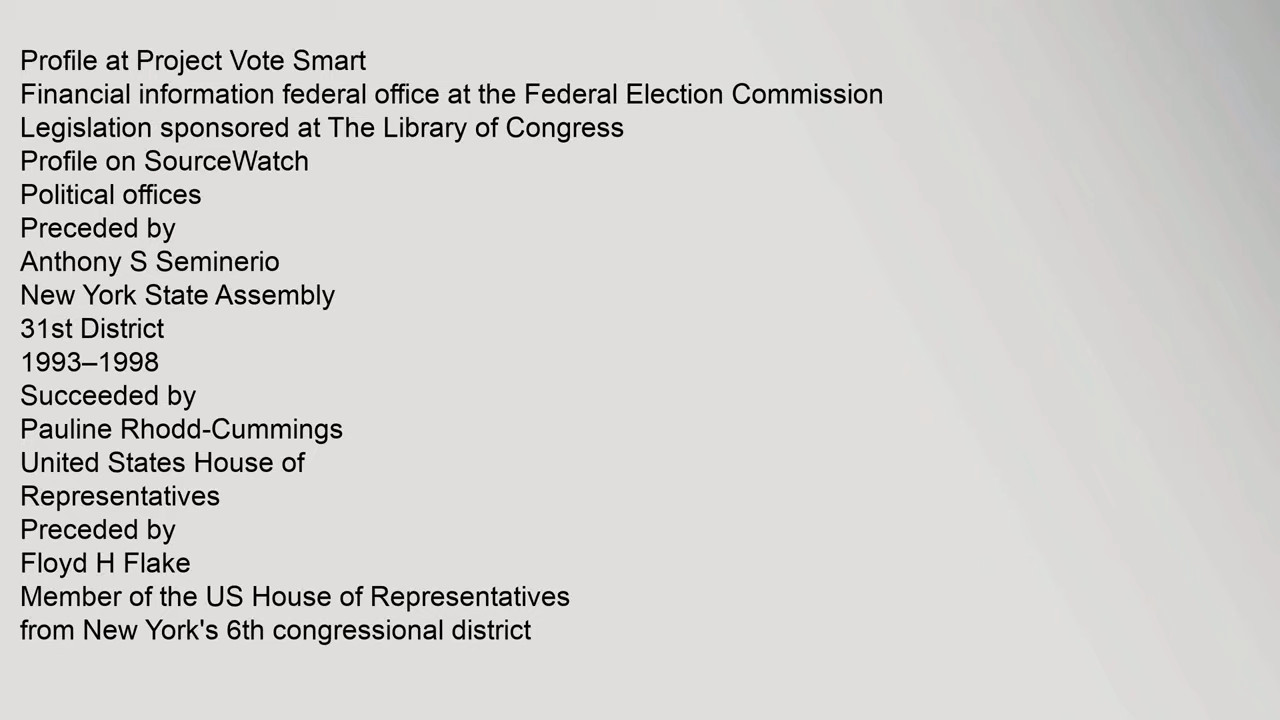 Profile at Project Vote Smart
Financial information federal office at the Federal Election Commission
Legislation sponsored at The Library of Congress
Profile on SourceWatch
Political offices
Preceded by
Anthony S Seminerio
New York State Assembly
31st District
1993–1998
Succeeded by
Pauline Rhodd-Cummings
United States House of
Representatives
Preceded by
Floyd H Flake
Member of the US House of Representatives
from New York's 6th congressional district